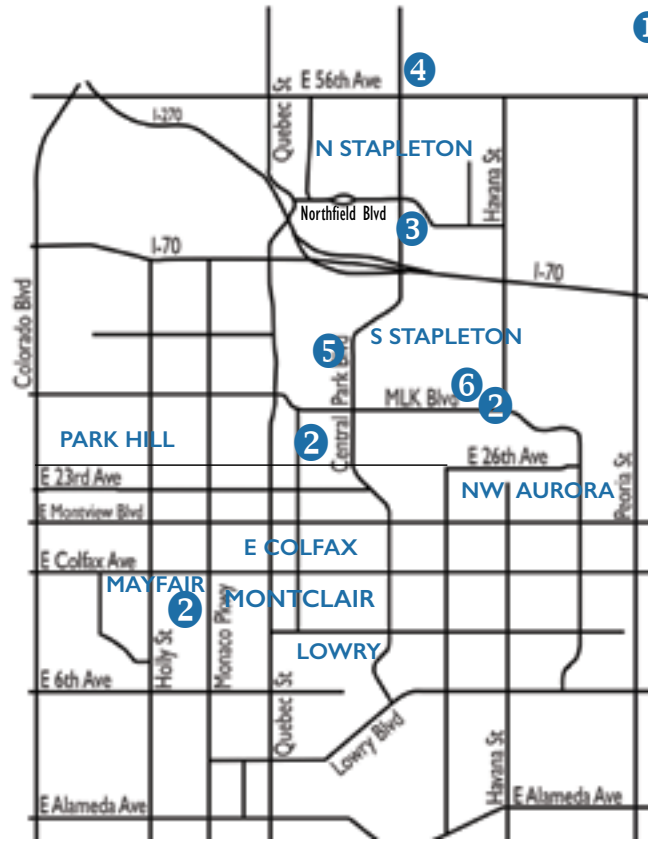 1
4
E 56th Ave
Quebec St
I-270
N STAPLETON
Havana St
Northfield Blvd
3
I-70
I-70
Colorado Blvd
S STAPLETON
5
Central Park Blvd
6
MLK Blvd
2
PARK HILL
2
E 26th Ave
E 23rd Ave
NW AURORA
Peoria St
E Montview Blvd
E COLFAX
E Colfax Ave
MAYFAIR
MONTCLAIR
2
Holly St
Monaco Pkwy
LOWRY
E 6th Ave
Quebec St
Lowry Blvd
Havana St
E Alameda Ave
E Alameda Ave